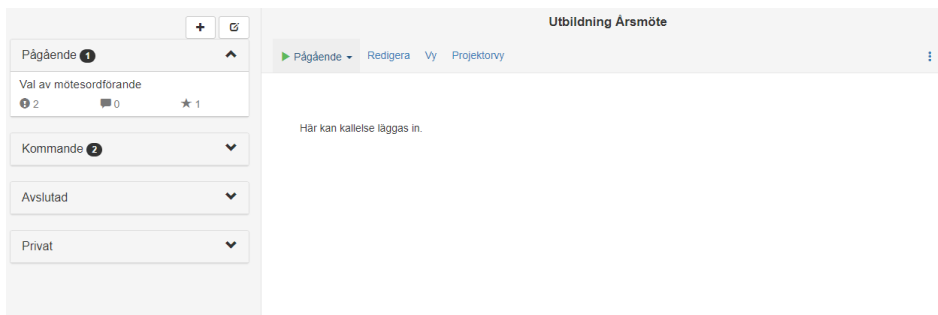 Utbildning Årsmöte
Pågående 1
Val av mötesordförande
2 0 1
Kommande 2
Avslutad
Privat
Pågående Redigera Vy Projektorvy
Här kan kallelse läggas in.